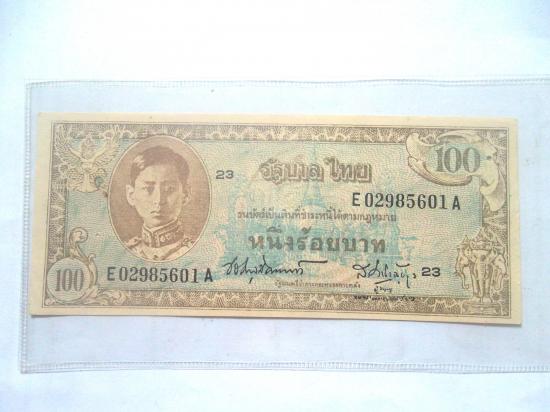 รัฐบาลไทย
100
23
E 02985601 A
ธนบัตร์เป็นเงินที่ชำระหนี้ได้ตามกฎหมาย
หนึ่งร้อยบาท
100
E 02985601 A
23